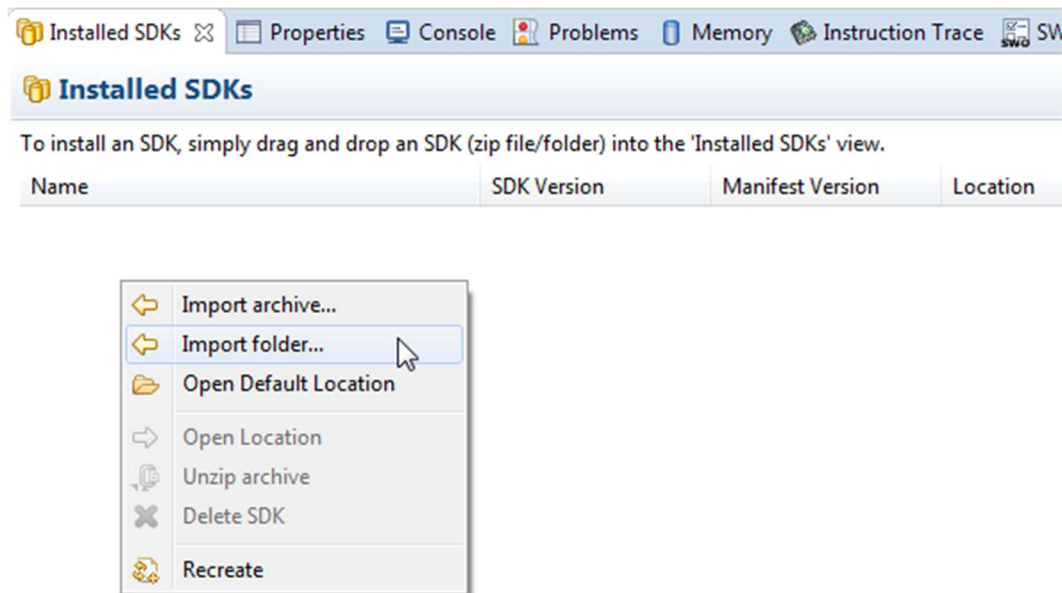 Installed SDKs Properties Console Problems Memory Instruction Trace SWO SW
Installed SDKs
To install an SDK, simply drag and drop an SDK (zip file/folder) into the 'Installed SDKs' view.
Name SDK Version Manifest Version Location
Import archive...
Import folder...
Open Default Location
Open Location
Unzip archive
Delete SDK
Recreate